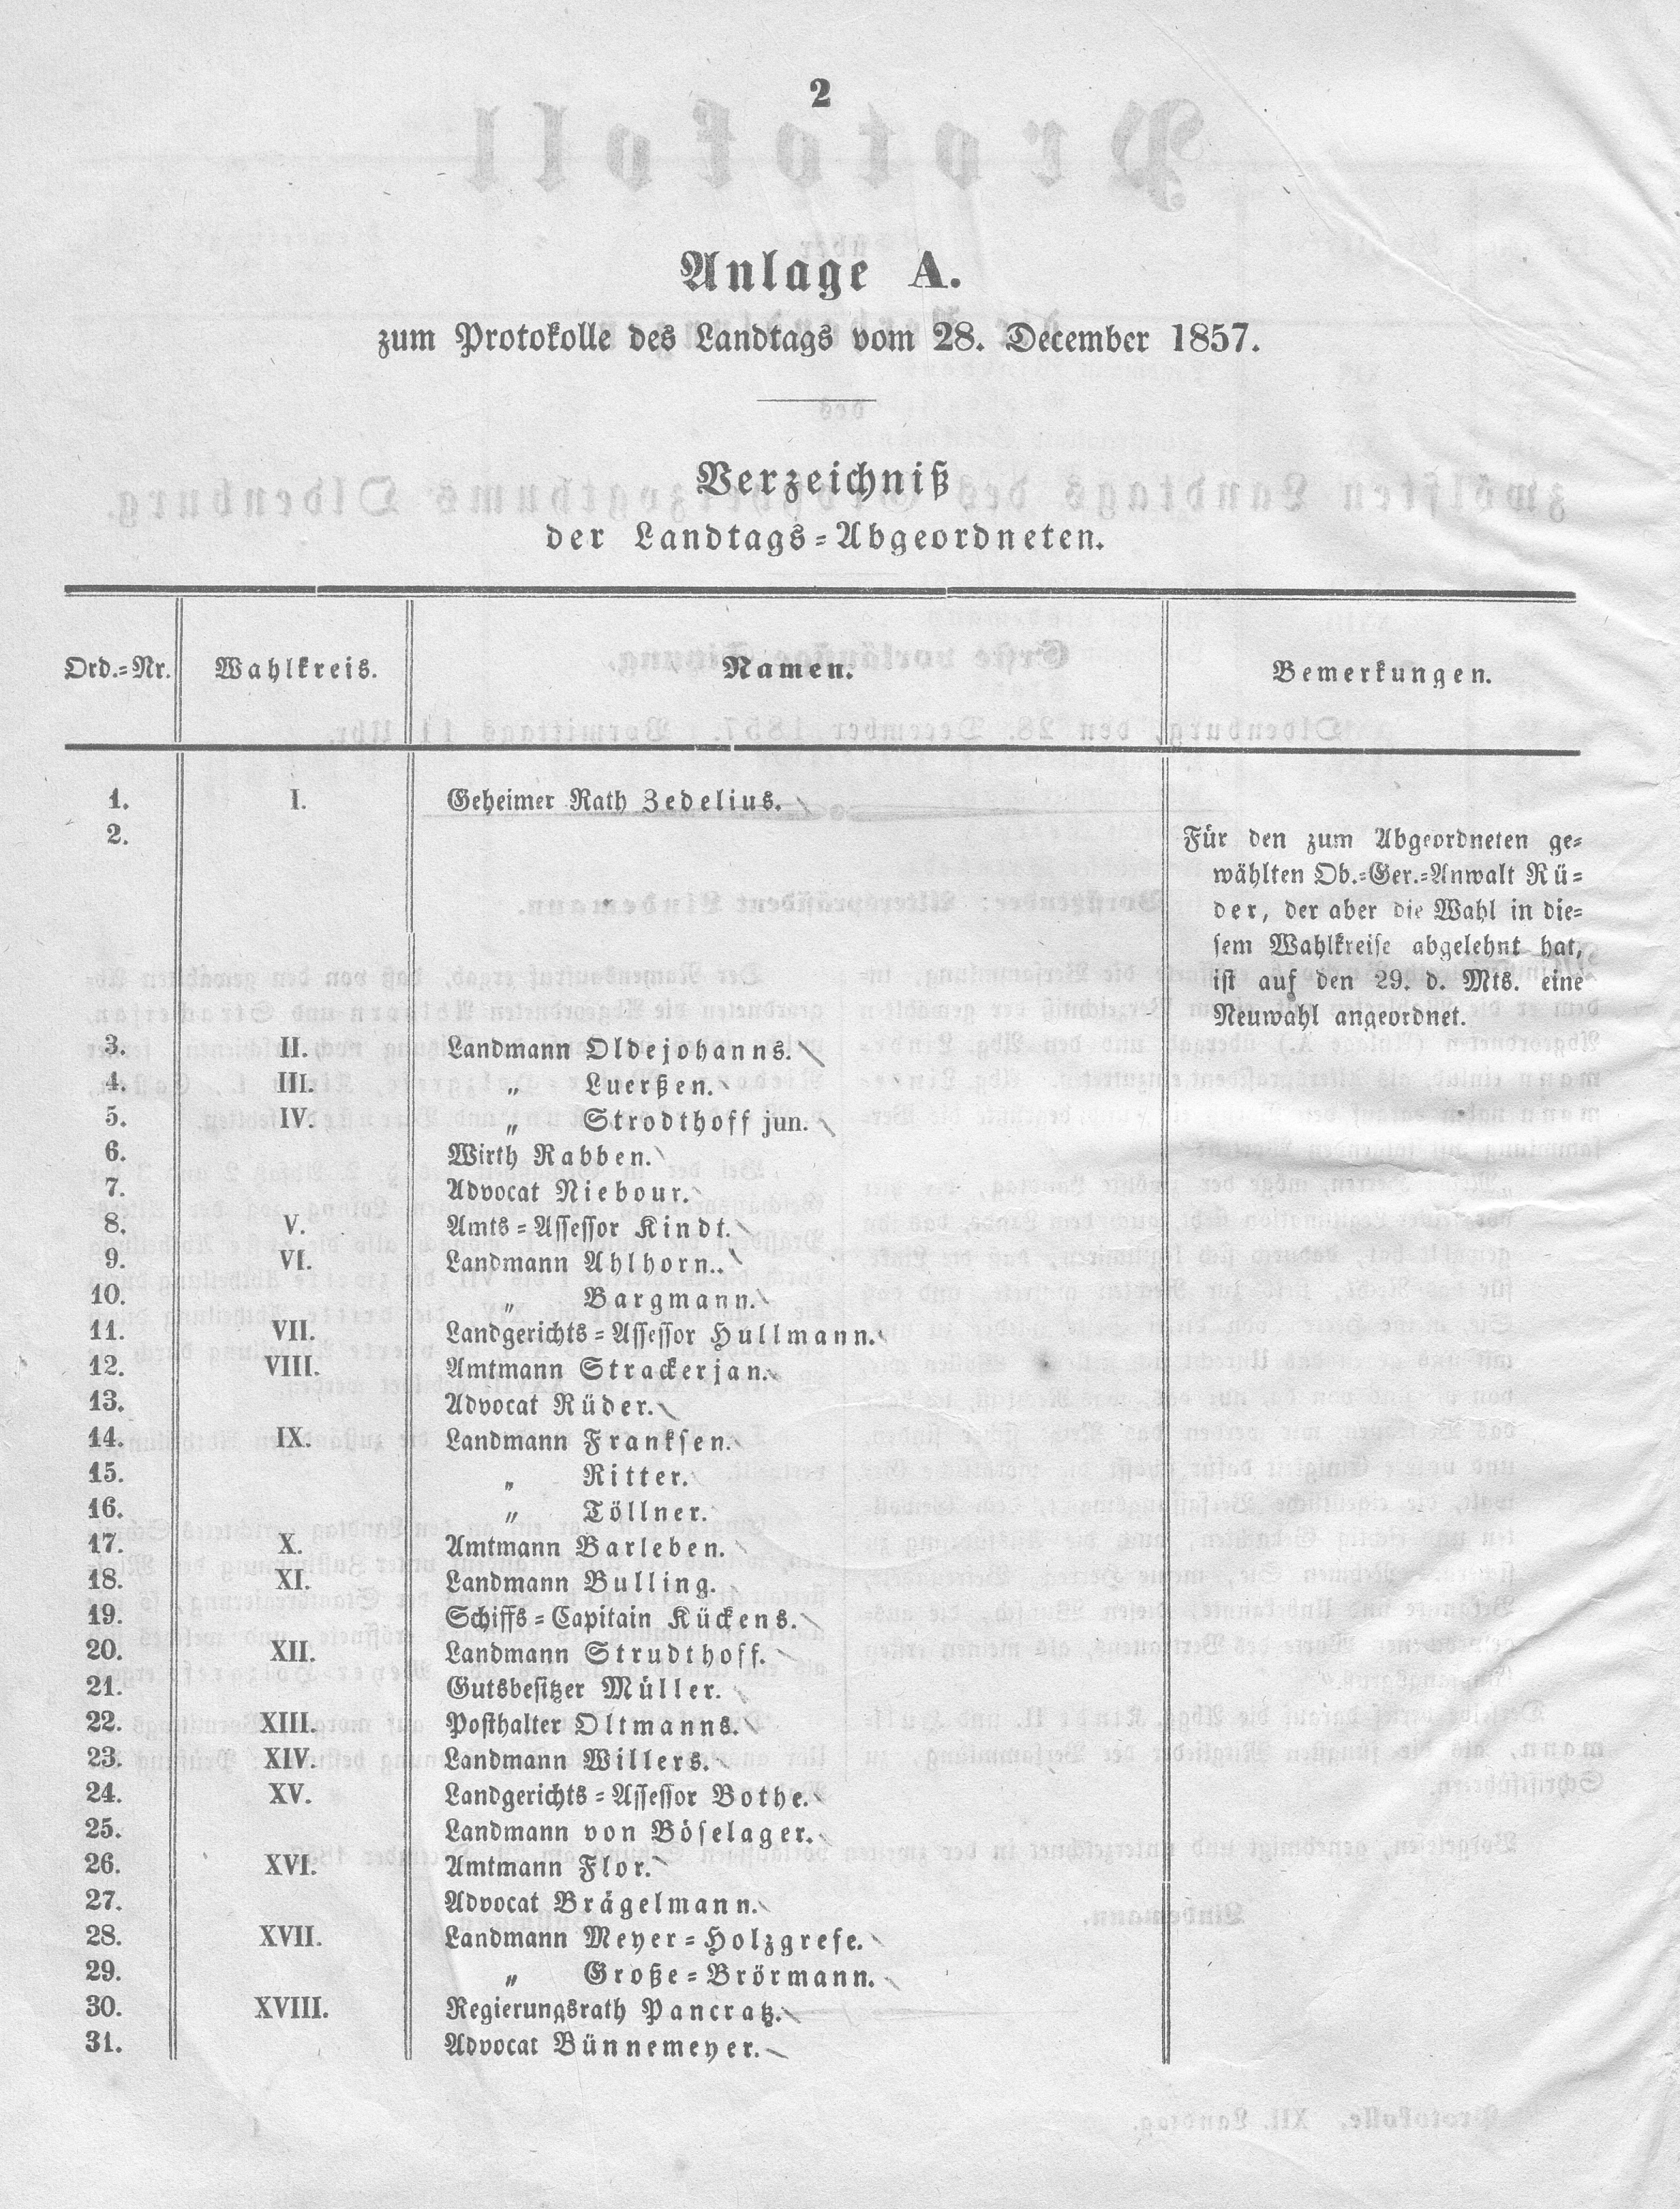 2
Anlage A.
zum Protokolle des Landtags vom 28. December 1857.
Verzeichniß
der Landtags=Abgeordneten.
Ord.=Nr. Wahlkreis. Namen. Bemerkungen.
1. I. Geheimer Rath Zedelius.
2. Für den zum Abgeordneten ge=
wählten Ob.=Ger.=Anwalt Rü=
der, der aber die Wahl in die=
sem Wahlkreise abgelehnt hat,
ist auf den 29. d. Mts. eine
Neuwahl angeordnet.
3. II. Landmann Oldejohanns.
4. III. „ Luerßen.
5. IV. „ Strodthoff jun.
6. Wirth Rabben.
7. Advocat Niebour.
8. V. Amts=Assessor Kindt.
9. VI. Landmann Ahlhorn..
10. „ Bargmann.
11. VII. Landgerichts=Assessor Hullmann.
12. VIII. Amtmann Strackerjan.
13. Advocat Rüder.
14. IX. Landmann Franksen.
15. „ Ritter.
16. „ Töllner.
17. X. Amtmann Barleben.
18. XI. Landmann Bulling.
19. Schiffs=Capitain Kückens.
20. XII. Landmann Strudthoff.
21. Gutsbesitzer Müller.
22. XIII. Posthalter Oltmanns.
23. XIV. Landmann Willers.
24. XV. Landgerichts=Assessor Bothe.
25. Landmann von Böselager.
26. XVI. Amtmann Flor.
27. Advocat Brägelmann.
28. XVII. Landmann Meyer=Holzgrefe.
29. „ Große=Brörmann.
30. XVIII. Regierungsrath Pancratz.
31. Advocat Bünnemeyer.